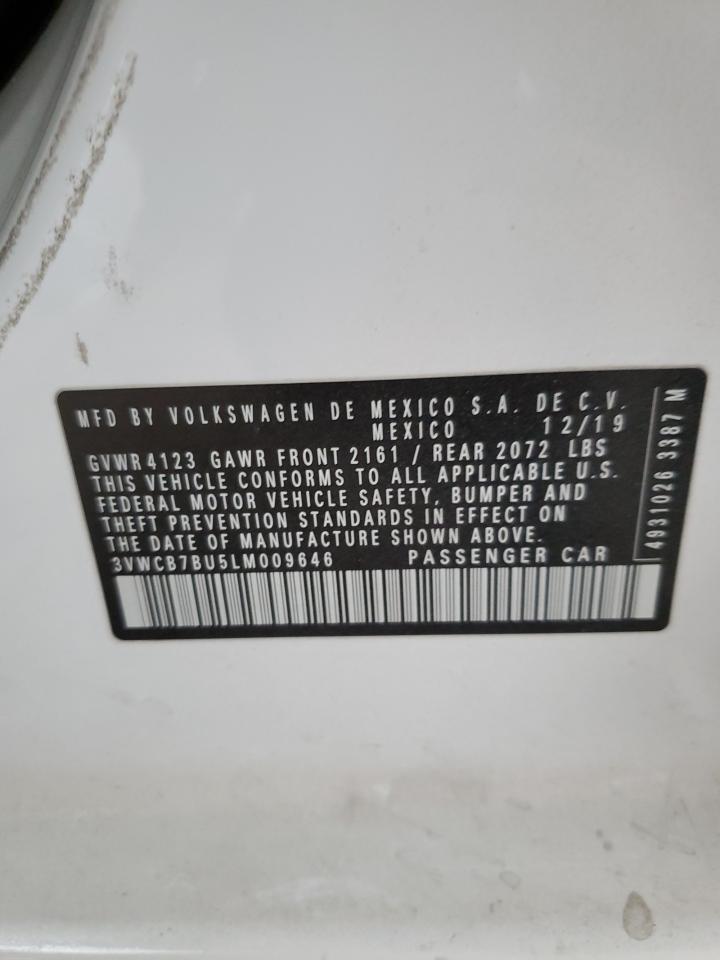 MFD BY VOLKSWAGEN DE MEXICO S.A. DE C.V.
MEXICO 12/19
GVWR 4123 GAWR FRONT 2161 / REAR 2072 LBS
THIS VEHICLE CONFORMS TO ALL APPLICABLE U.S.
FEDERAL MOTOR VEHICLE SAFETY, BUMPER AND
THEFT PREVENTION STANDARDS IN EFFECT ON
THE DATE OF MANUFACTURE SHOWN ABOVE.
3VWCB7BU5LM009646 PASSENGER CAR
4931026 3387 M